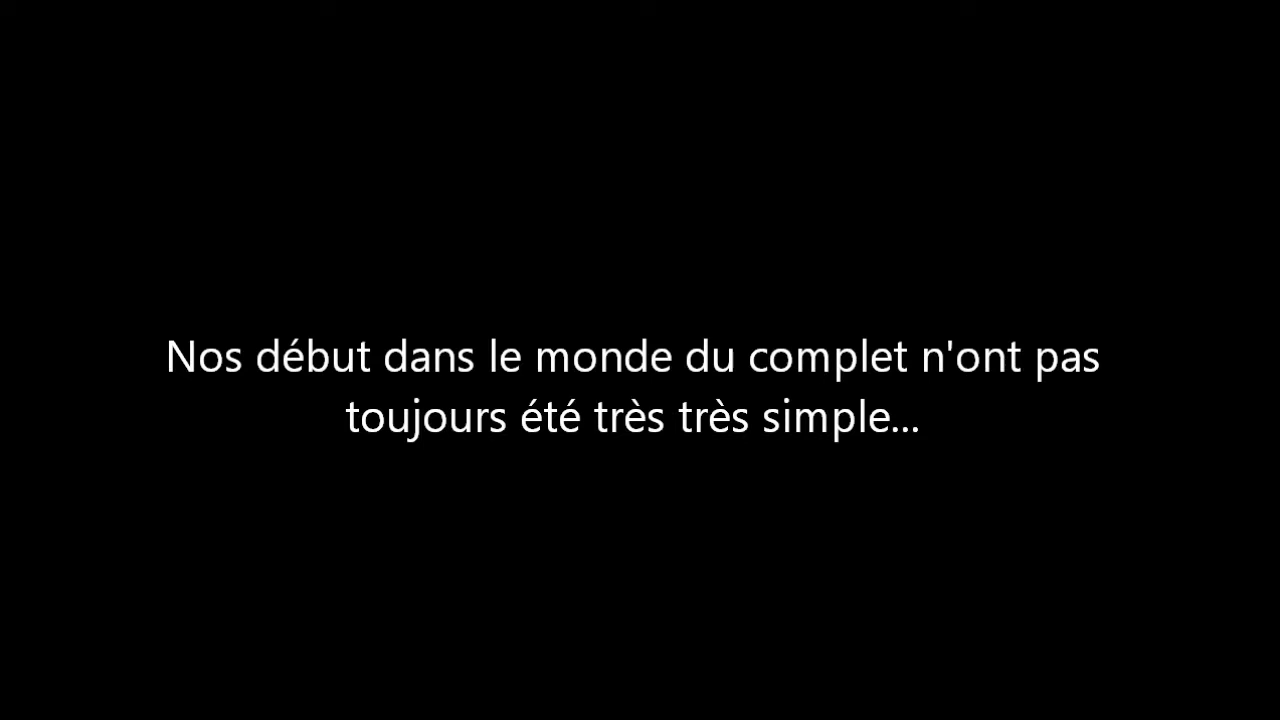 Nos début dans le monde du complet n'ont pas
toujours été très très simple...